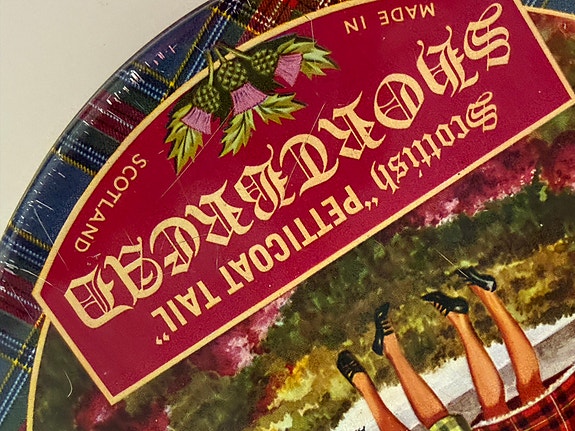 Scottish "PETTICOAT TAIL"
SHORTBREAD
MADE IN SCOTLAND